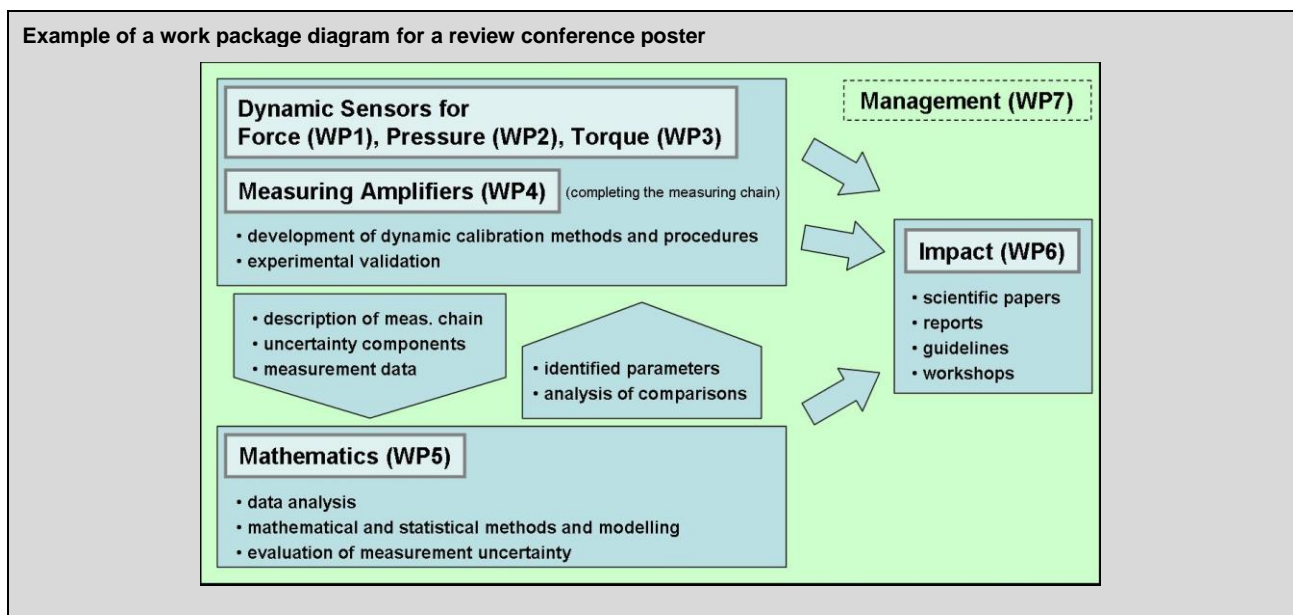 Example of a work package diagram for a review conference poster
Dynamic Sensors for
Force (WP1), Pressure (WP2), Torque (WP3)
Management (WP7)
Measuring Amplifiers (WP4) (completing the measuring chain)
• development of dynamic calibration methods and procedures
• experimental validation
Impact (WP6)
• scientific papers
• reports
• guidelines
• workshops
• description of meas. chain
• uncertainty components
• measurement data
• identified parameters
• analysis of comparisons
Mathematics (WP5)
• data analysis
• mathematical and statistical methods and modelling
• evaluation of measurement uncertainty